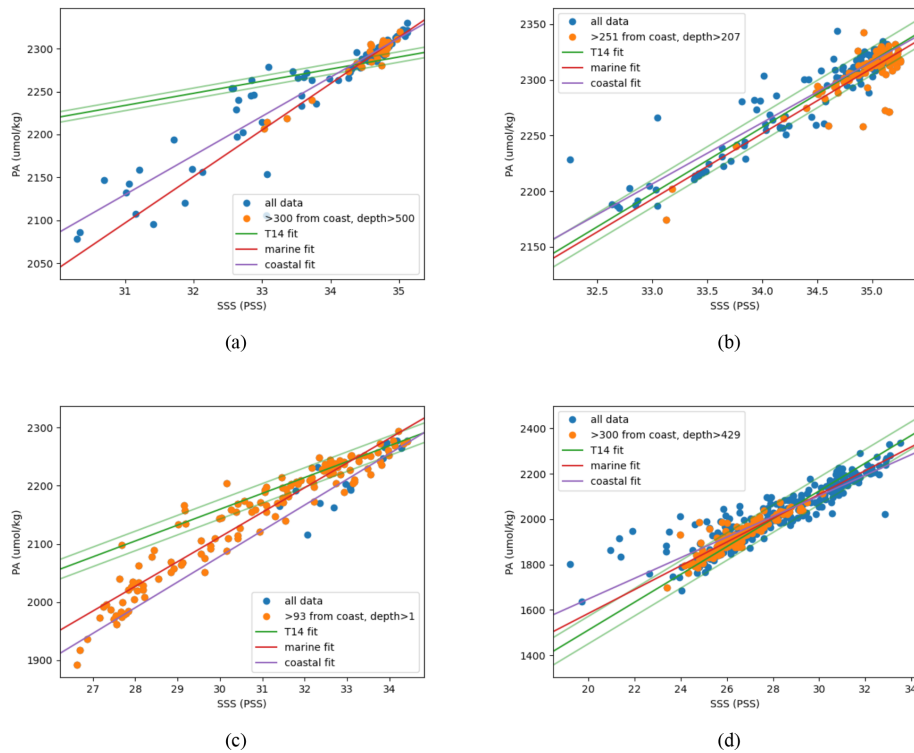 2300
2250
2200
2150
2100
2050
PA (umol/kg)
all data
>300 from coast, depth>500
T14 fit
marine fit
coastal fit
31 32 33 34 35
SSS (PSS)
(a)
2350
2300
2250
2200
2150
PA (umol/kg)
all data
>251 from coast, depth>207
T14 fit
marine fit
coastal fit
32.5 33.0 33.5 34.0 34.5 35.0
SSS (PSS)
(b)
2300
2200
2100
2000
1900
PA (umol/kg)
all data
>93 from coast, depth>1
T14 fit
marine fit
coastal fit
27 28 29 30 31 32 33 34
SSS (PSS)
(c)
2400
2200
2000
1800
1600
1400
PA (umol/kg)
all data
>300 from coast, depth>429
T14 fit
marine fit
coastal fit
20 22 24 26 28 30 32 34
SSS (PSS)
(d)